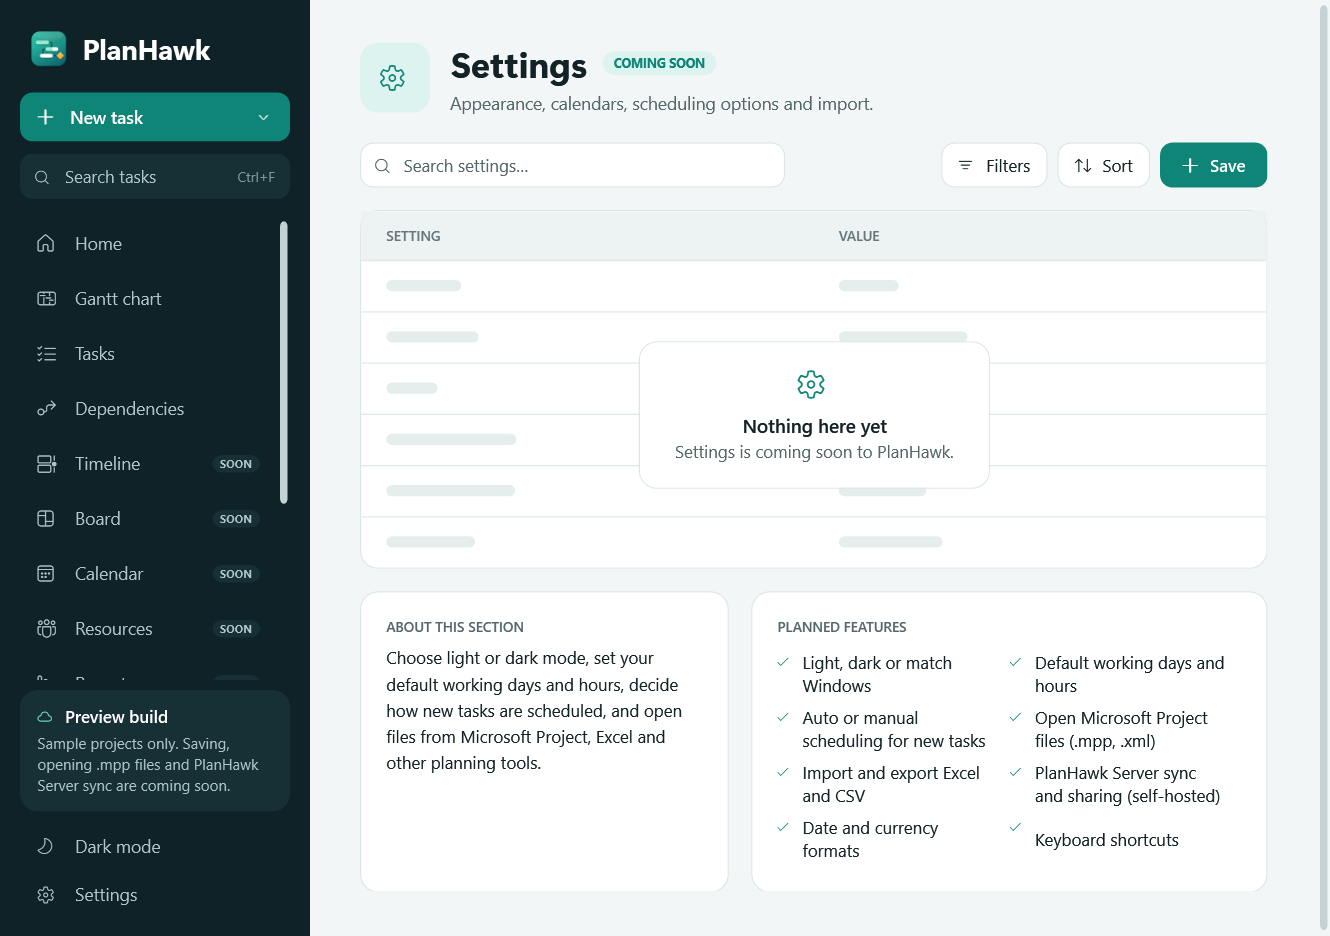 PlanHawk
New task
Search tasks
Ctrl+F
Home
Gantt chart
Tasks
Dependencies
Timeline
SOON
Board
SOON
Calendar
SOON
Resources
SOON
Preview build
Sample projects only. Saving,
opening .mpp files and PlanHawk
Server sync are coming soon.
Dark mode
Settings
Settings
COMING SOON
Appearance, calendars, scheduling options and import.
Search settings...
Filters
Sort
Save
SETTING
VALUE
Nothing here yet
Settings is coming soon to PlanHawk.
ABOUT THIS SECTION
Choose light or dark mode, set your
default working days and hours, decide
how new tasks are scheduled, and open
files from Microsoft Project, Excel and
other planning tools.
PLANNED FEATURES
Light, dark or match
Windows
Default working days and
hours
Auto or manual
scheduling for new tasks
Open Microsoft Project
files (.mpp, .xml)
Import and export Excel
and CSV
PlanHawk Server sync
and sharing (self-hosted)
Date and currency
formats
Keyboard shortcuts